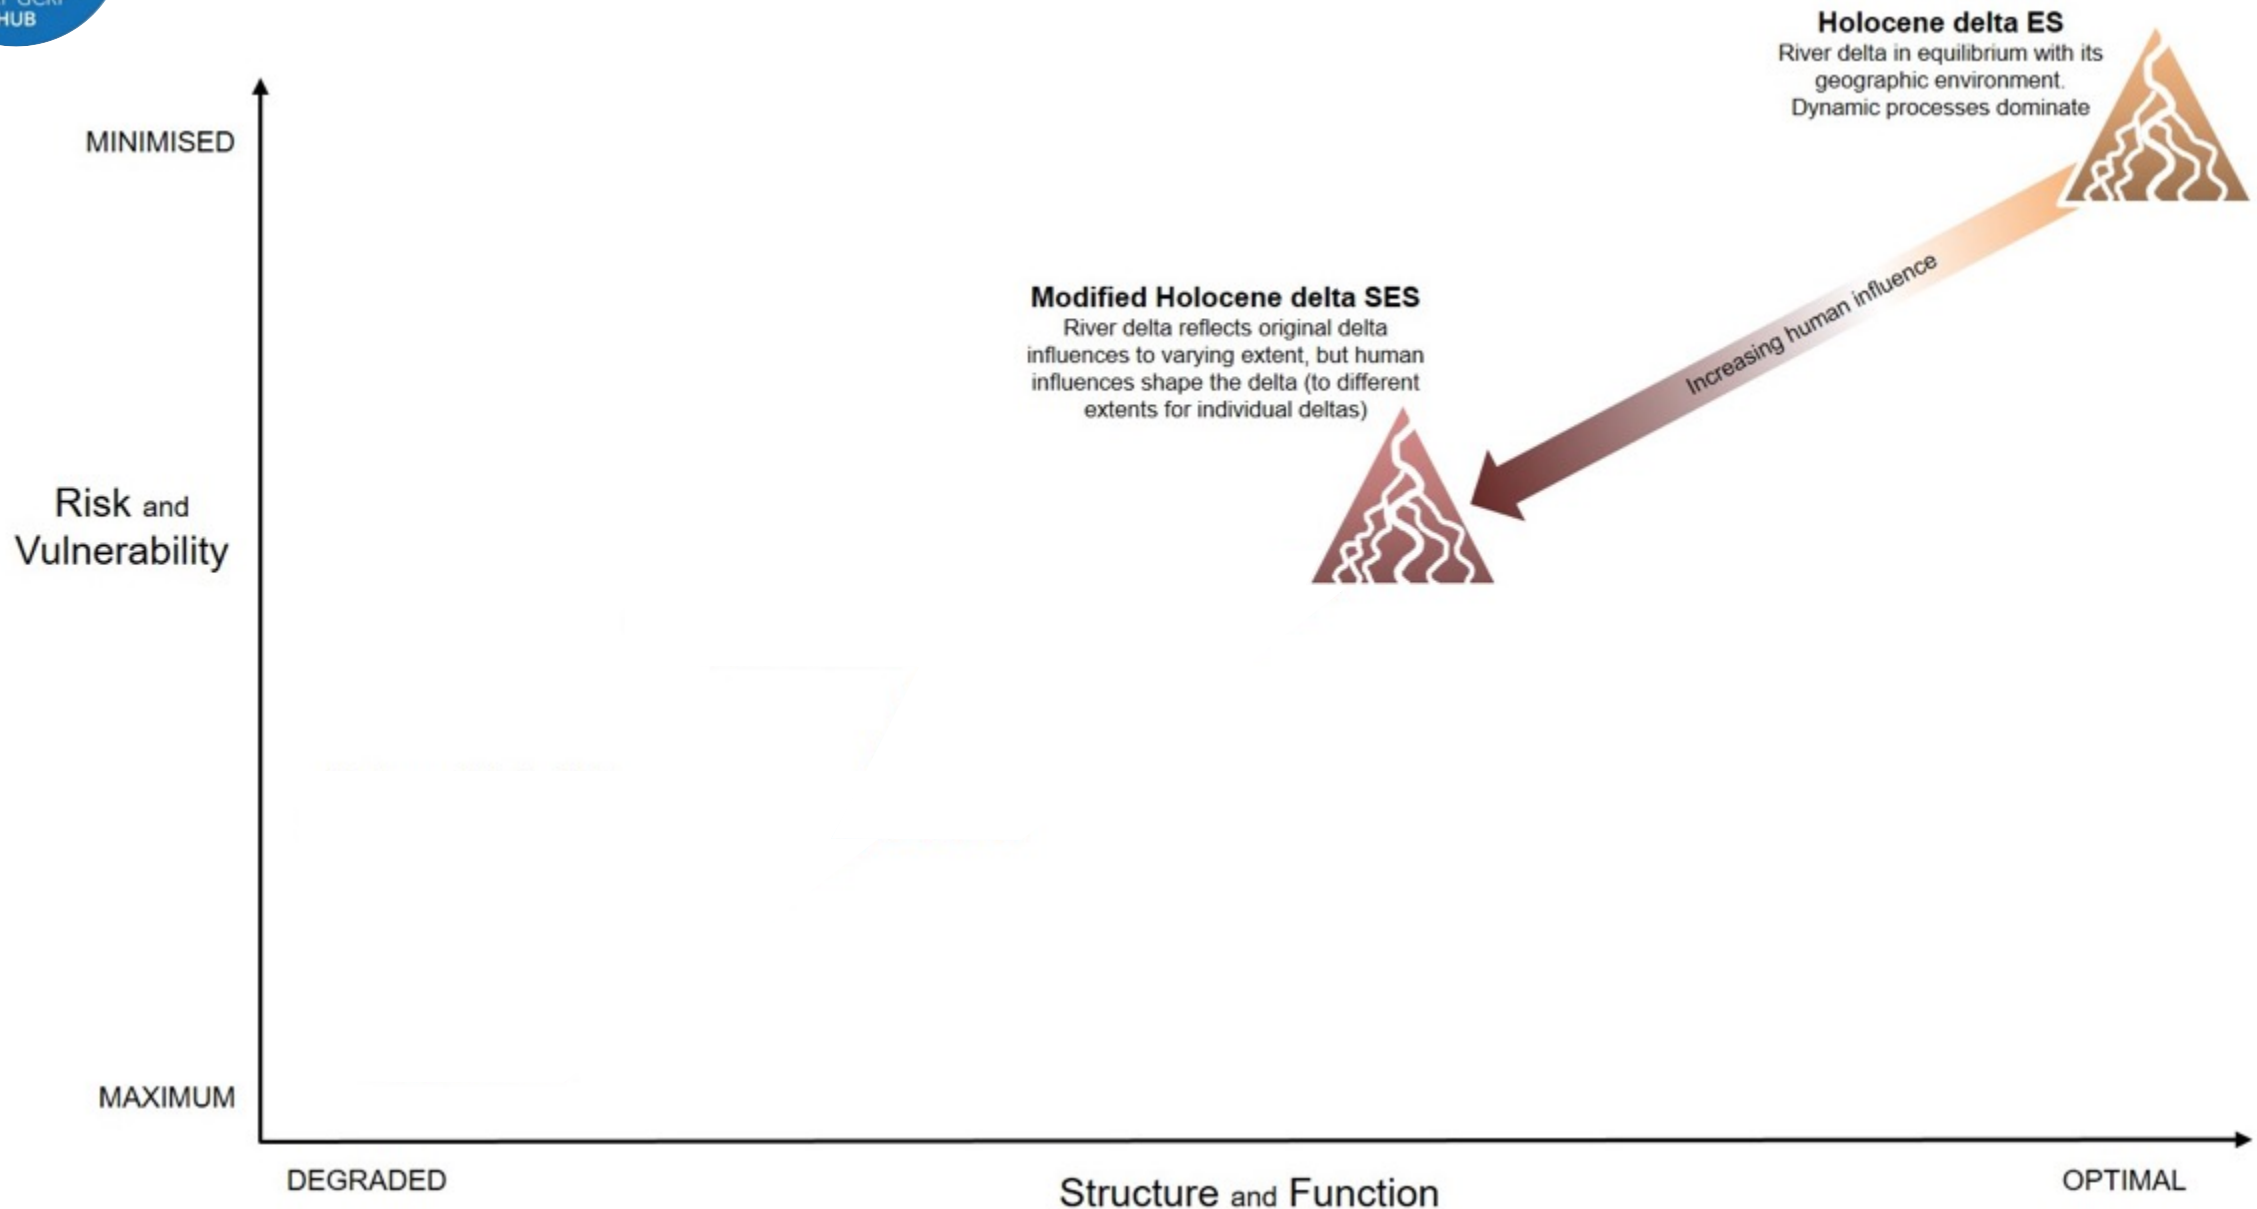 HUB
Holocene delta ES
River delta in equilibrium with its
geographic environment.
Dynamic processes dominate
MINIMISED
Increasing human influence
Modified Holocene delta SES
River delta reflects original delta
influences to varying extent, but human
influences shape the delta (to different
extents for individual deltas)
Risk and
Vulnerability
MAXIMUM
DEGRADED
Structure and Function
OPTIMAL